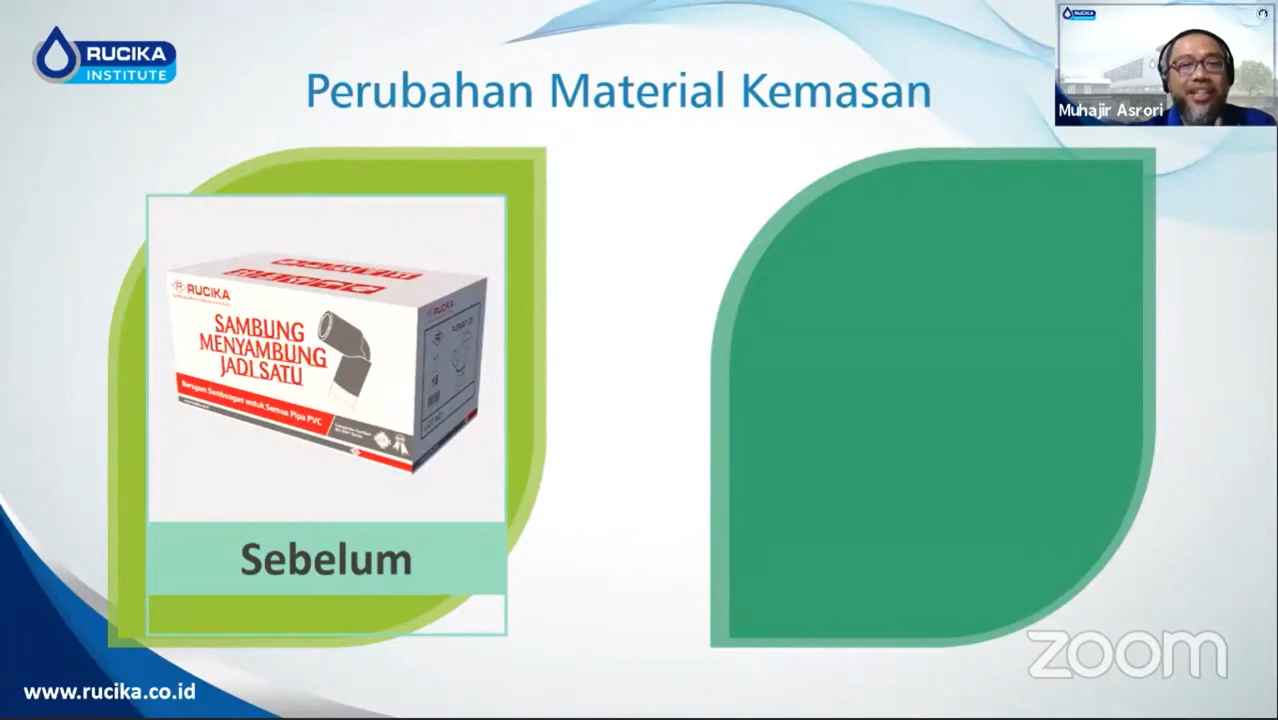 RUCIKA
INSTITUTE
Perubahan Material Kemasan
RUCIKA
Muhajir Asrori
RUCIKA
SAMBUNG
MENYAMBUNG
JADI SATU
Beragam Sambungan untuk Semua Pipa PVC
RUCIKA
Sebelum
zoom
www.rucika.co.id